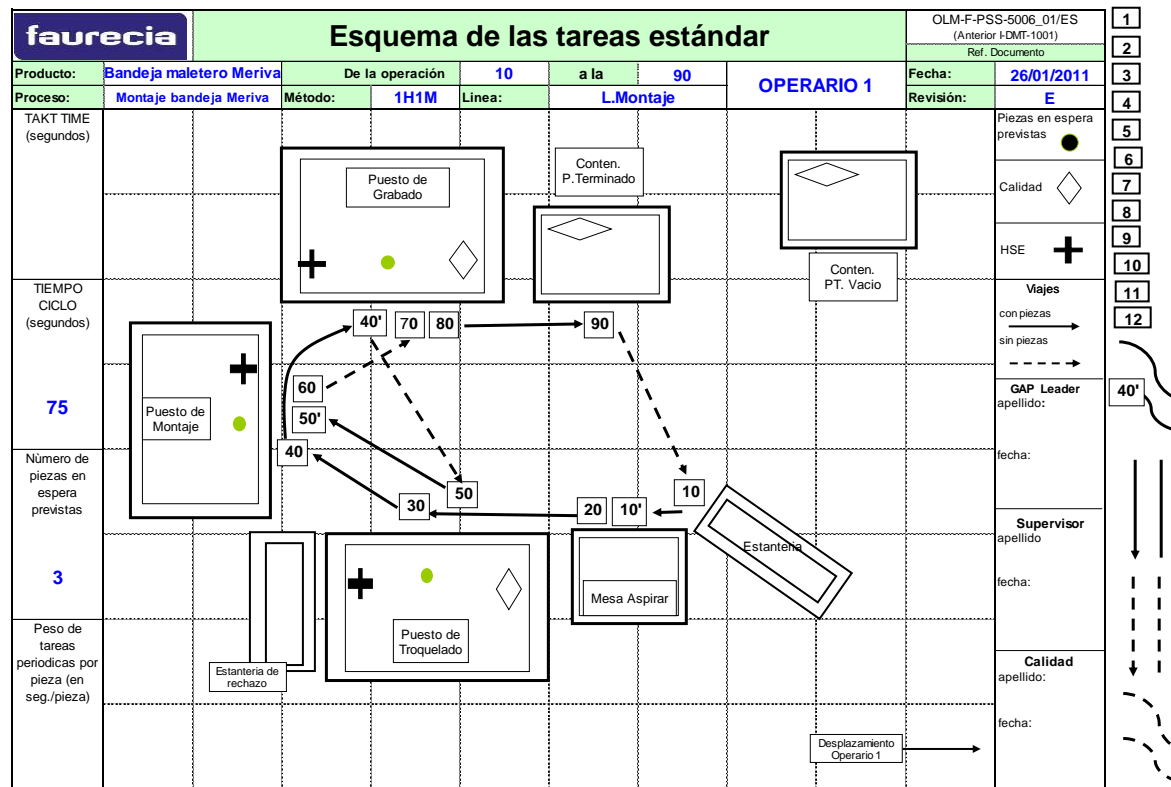 faurecia
Esquema de las tareas estándar
OLM-F-PSS-5006_01/ES
(Anterior I-DMT-1001)
Ref. Documento
Producto:
Bandeja maletero Meriva
De la operación
10
a la
90
OPERARIO 1
Fecha:
26/01/2011
Proceso:
Montaje bandeja Meriva
Método:
1H1M
Linea:
L.Montaje
Revisión:
E
TAKT TIME
(segundos)
TIEMPO
CICLO
(segundos)
75
Nùmero de
piezas en
espera
previstas
3
Peso de
tareas
periodicas por
pieza (en
seg./pieza)
Puesto de
Grabado
Conten.
P.Terminado
Conten.
PT. Vacio
40'
70
80
90
60
50'
40
Puesto de
Montaje
30
50
20
10'
10
Estanteria
Mesa Aspirar
Puesto de
Troquelado
Estanteria de
rechazo
Desplazamiento
Operario 1
Piezas en espera
previstas
Calidad
HSE
Viajes
con piezas
sin piezas
GAP Leader
apellido:
fecha:
Supervisor
apellido
fecha:
Calidad
apellido:
fecha:
1
2
3
4
5
6
7
8
9
10
11
12
40'